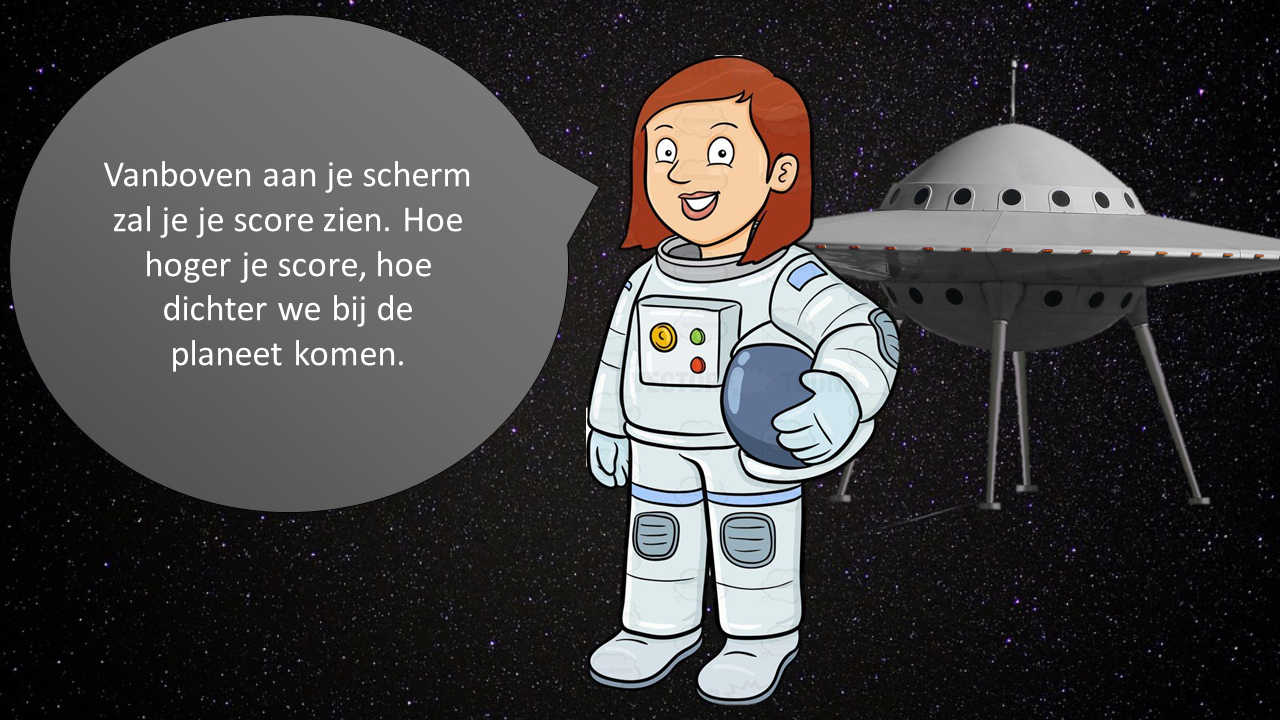 Vanboven aan je scherm
zal je je score zien. Hoe
hoger je score, hoe
dichter we bij de
planeet komen.